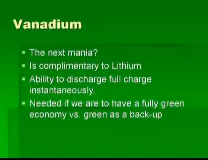 Vanadium
The next mania?
Is complimentary to Lithium
Ability to discharge full charge
instantaneously.
Needed if we are to have a fully green
economy vs. green as a back-up